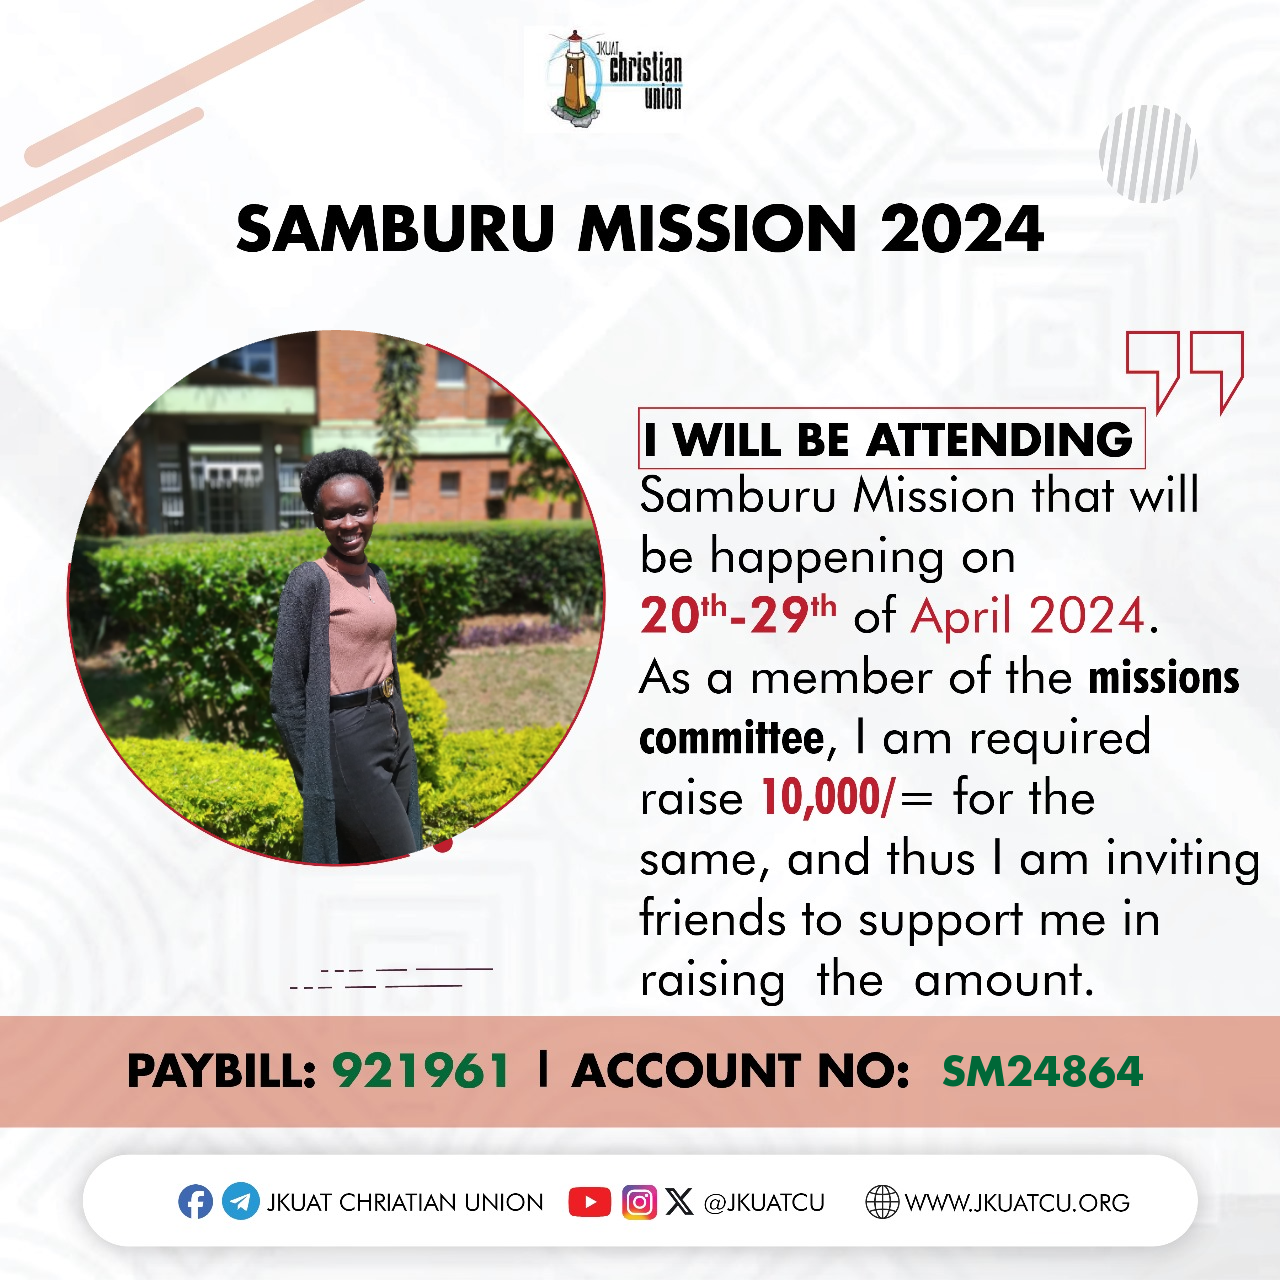 JKUAT
christian
union
SAMBURU MISSION 2024
I WILL BE ATTENDING
Samburu Mission that will
be happening on
20th-29th of April 2024.
As a member of the missions
committee, I am required
raise 10,000/= for the
same, and thus I am inviting
friends to support me in
raising the amount.
PAYBILL: 921961 | ACCOUNT NO: SM24864
JKUAT CHRIATIAN UNION @JKUATCU WWW.JKUATCU.ORG